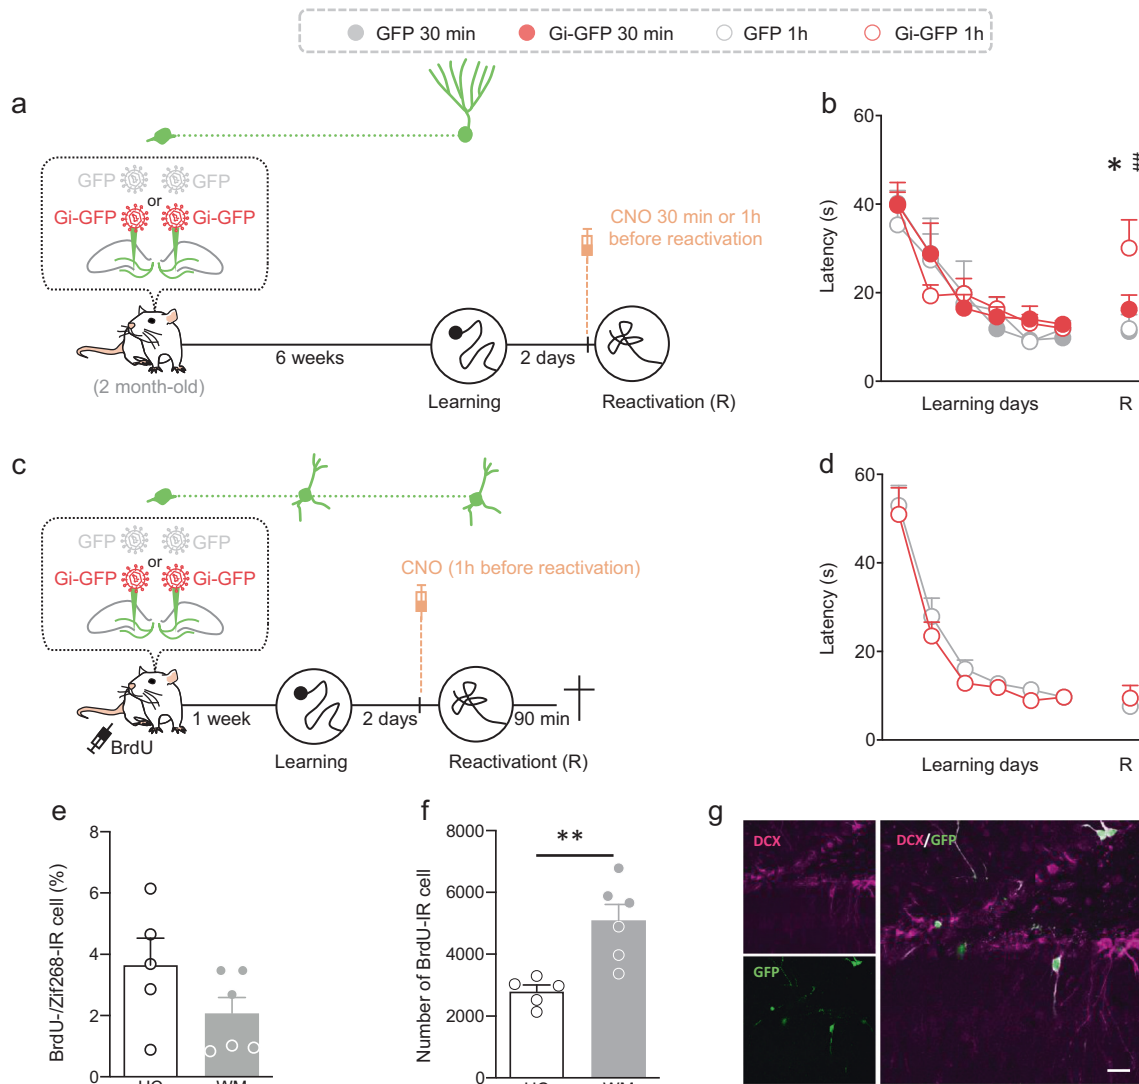 GFP 30 min Gi-GFP 30 min GFP 1h Gi-GFP 1h
a
GFP GFP
or
Gi-GFP Gi-GFP
CNO 30 min or 1h
before reactivation
6 weeks
2 days
(2 month-old)
Learning
Reactivation (R)
b
60
40
20
0
Latency (s)
*
Learning days
R
c
GFP GFP
or
Gi-GFP Gi-GFP
CNO (1h before reactivation)
1 week
2 days
90 min
BrdU
Learning
Reactivationt (R)
d
60
40
20
0
Latency (s)
Learning days
R
e
8
6
4
2
0
BrdU-/Zif268-IR cell (%)
f
8000
6000
4000
2000
0
Number of BrdU-IR cell
**
g
DCX
GFP
DCX/GFP